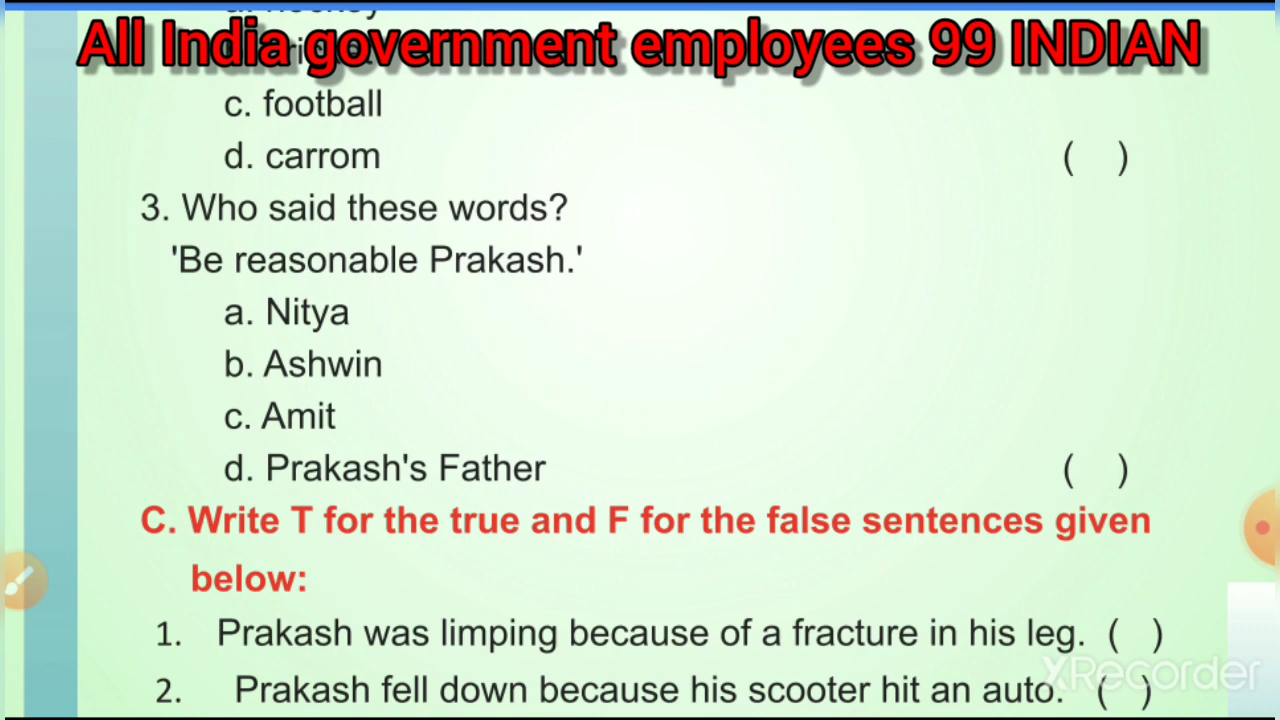 All India government employees 99 INDIAN
c. football
d. carrom ( )
3. Who said these words?
'Be reasonable Prakash.'
a. Nitya
b. Ashwin
c. Amit
d. Prakash's Father ( )
C. Write T for the true and F for the false sentences given
below:
1. Prakash was limping because of a fracture in his leg. ( )
2. Prakash fell down because his scooter hit an auto. ( )
XRecorder